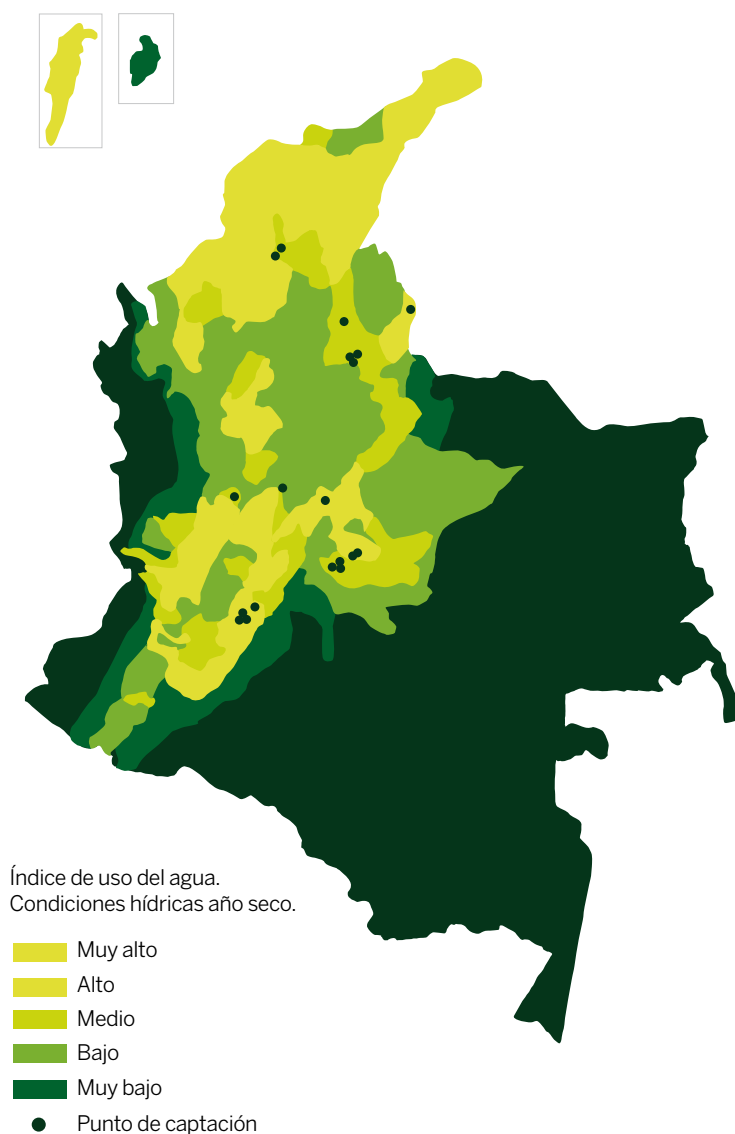 Índice de uso del agua.
Condiciones hídricas año seco.
Muy alto
Alto
Medio
Bajo
Muy bajo
Punto de captación